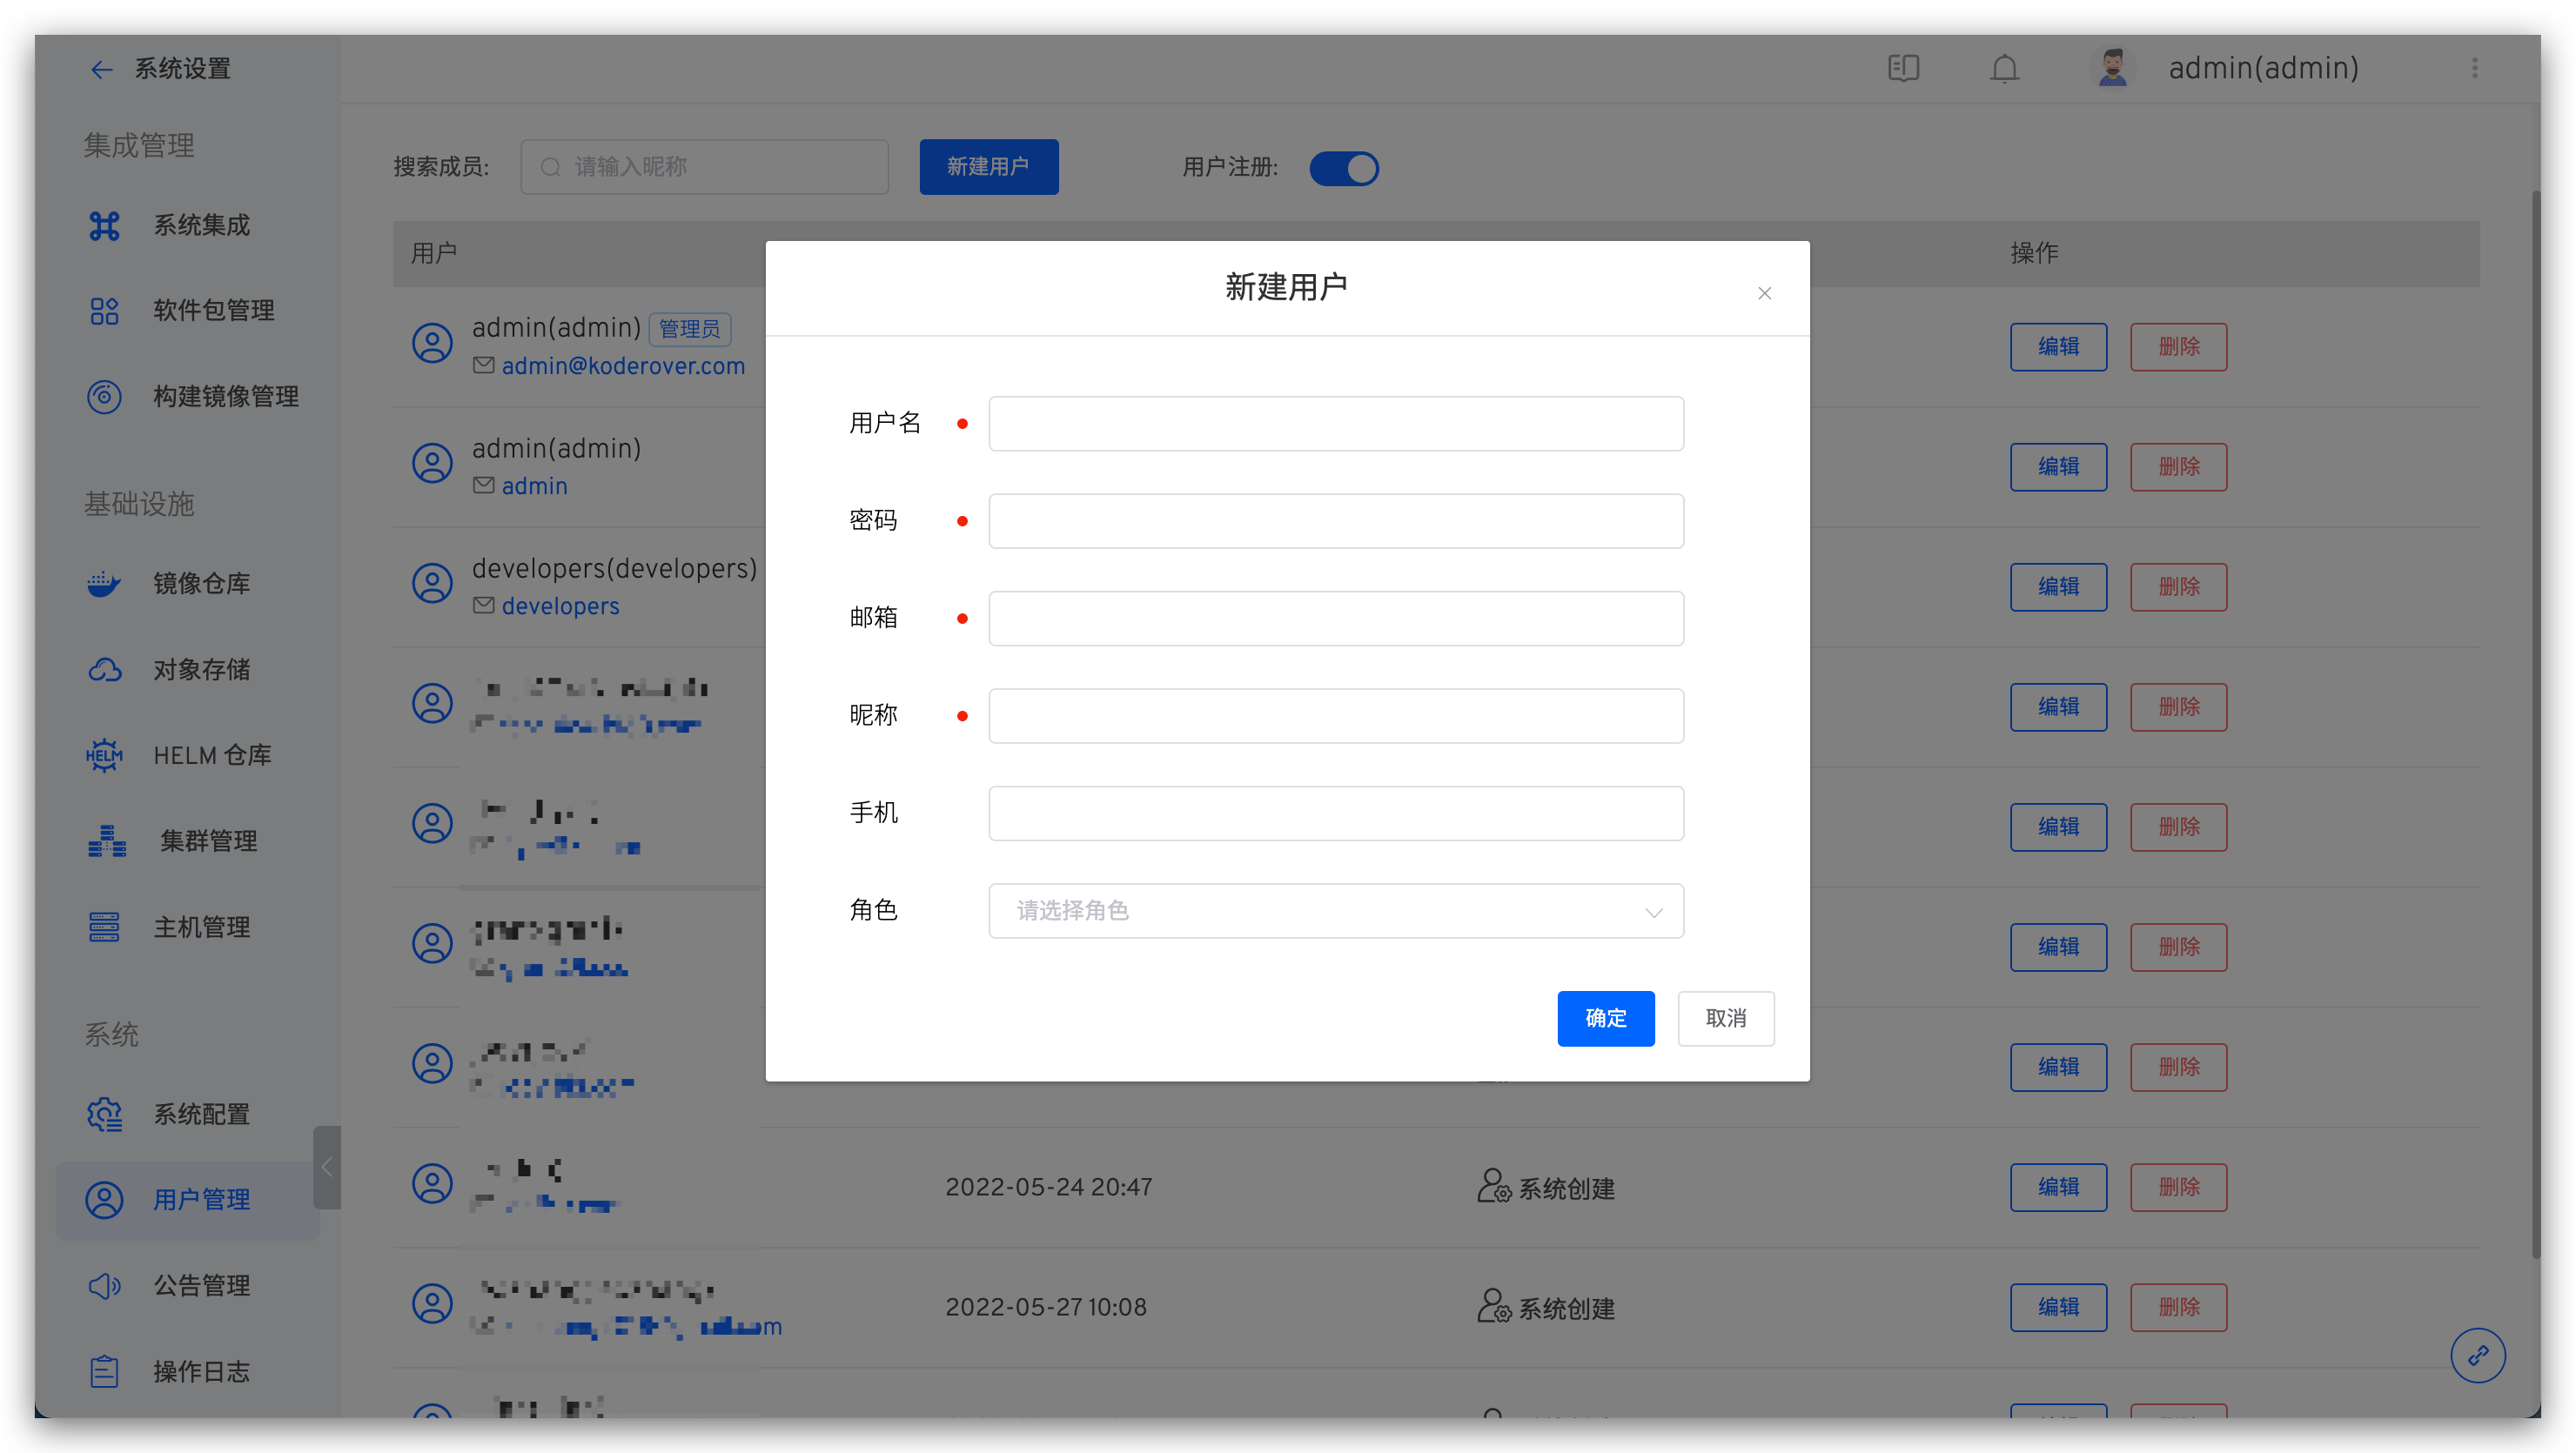 系统设置
admin(admin)
集成管理
系统集成
软件包管理
构建镜像管理
基础设施
镜像仓库
对象存储
HELM
HELM 仓库
集群管理
主机管理
系统
系统配置
用户管理
公告管理
操作日志
搜索成员:
请输入昵称
新建用户
用户注册:
用户
操作
admin(admin) 管理员
admin@koderover.com
编辑 删除
admin(admin)
admin
编辑 删除
developers(developers)
developers
编辑 删除
编辑 删除
编辑 删除
编辑 删除
编辑 删除
2022-05-24 20:47 系统创建 编辑 删除
2022-05-27 10:08 系统创建 编辑 删除
新建用户
用户名
密码
邮箱
昵称
手机
角色 请选择角色
确定 取消